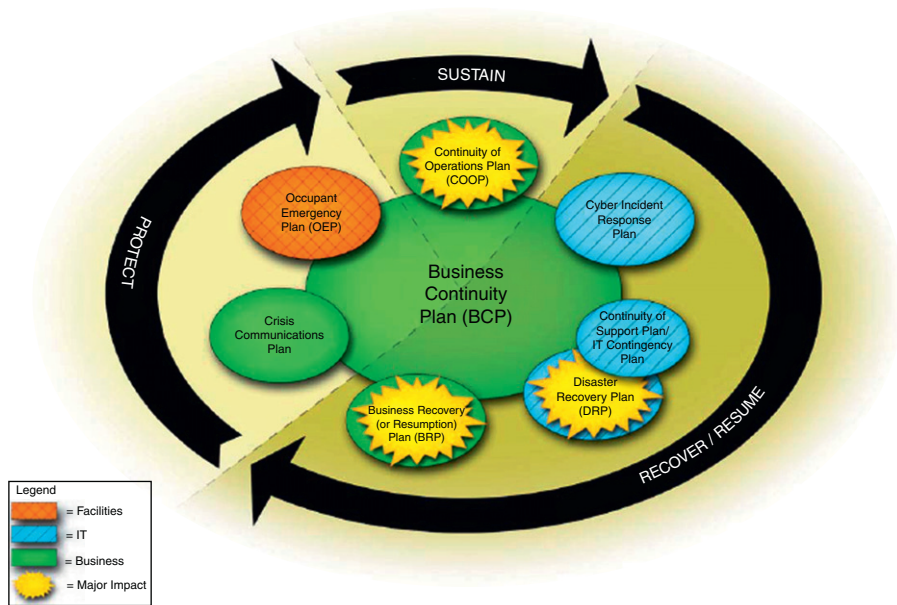 SUSTAIN
PROTECT
RECOVER / RESUME
Continuity of
Operations Plan
(COOP)
Occupant
Emergency
Plan (OEP)
Cyber Incident
Response
Plan
Business
Continuity
Plan (BCP)
Crisis
Communications
Plan
Continuity of
Support Plan/
IT Contingency
Plan
Disaster
Recovery Plan
(DRP)
Business Recovery
(or Resumption)
Plan (BRP)
Legend
= Facilities
= IT
= Business
= Major Impact